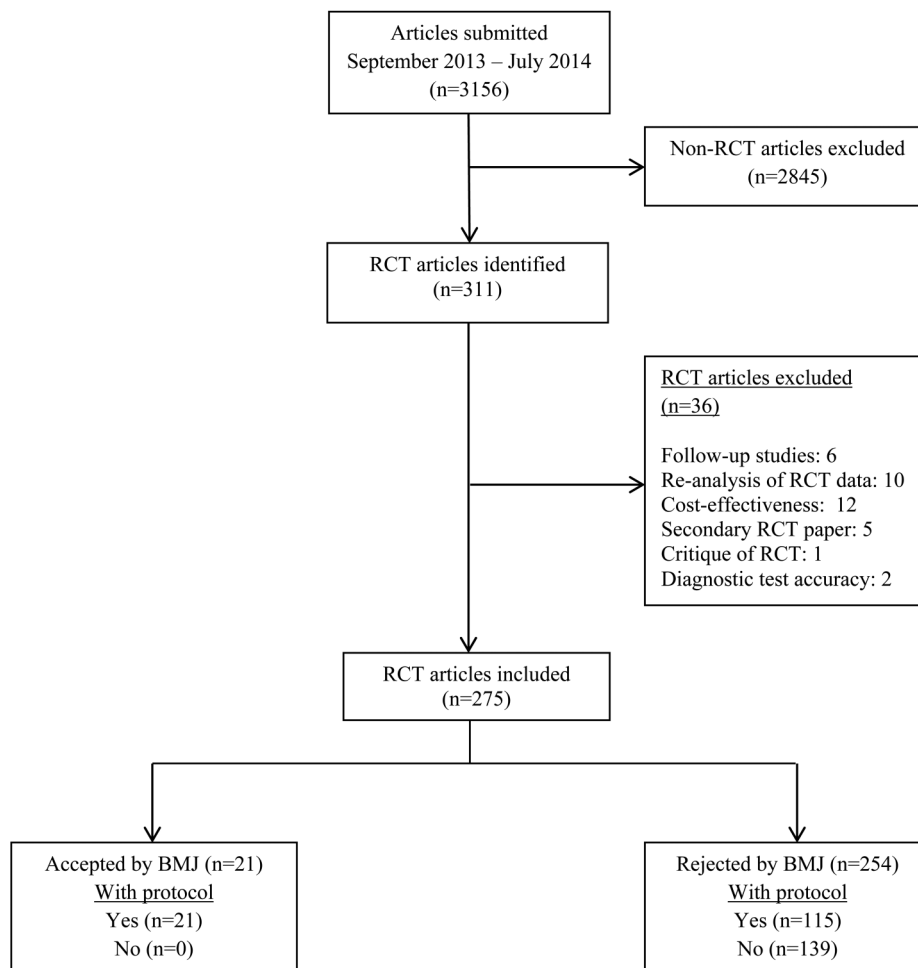 Articles submitted
September 2013 – July 2014
(n=3156)
Non-RCT articles excluded
(n=2845)
RCT articles identified
(n=311)
RCT articles excluded
(n=36)
Follow-up studies: 6
Re-analysis of RCT data: 10
Cost-effectiveness:  12
Secondary RCT paper: 5
Critique of RCT: 1
Diagnostic test accuracy: 2
RCT articles included
(n=275)
Accepted by BMJ (n=21)
With protocol
Yes (n=21)
No (n=0)
Rejected by BMJ (n=254)
With protocol
Yes (n=115)
No (n=139)